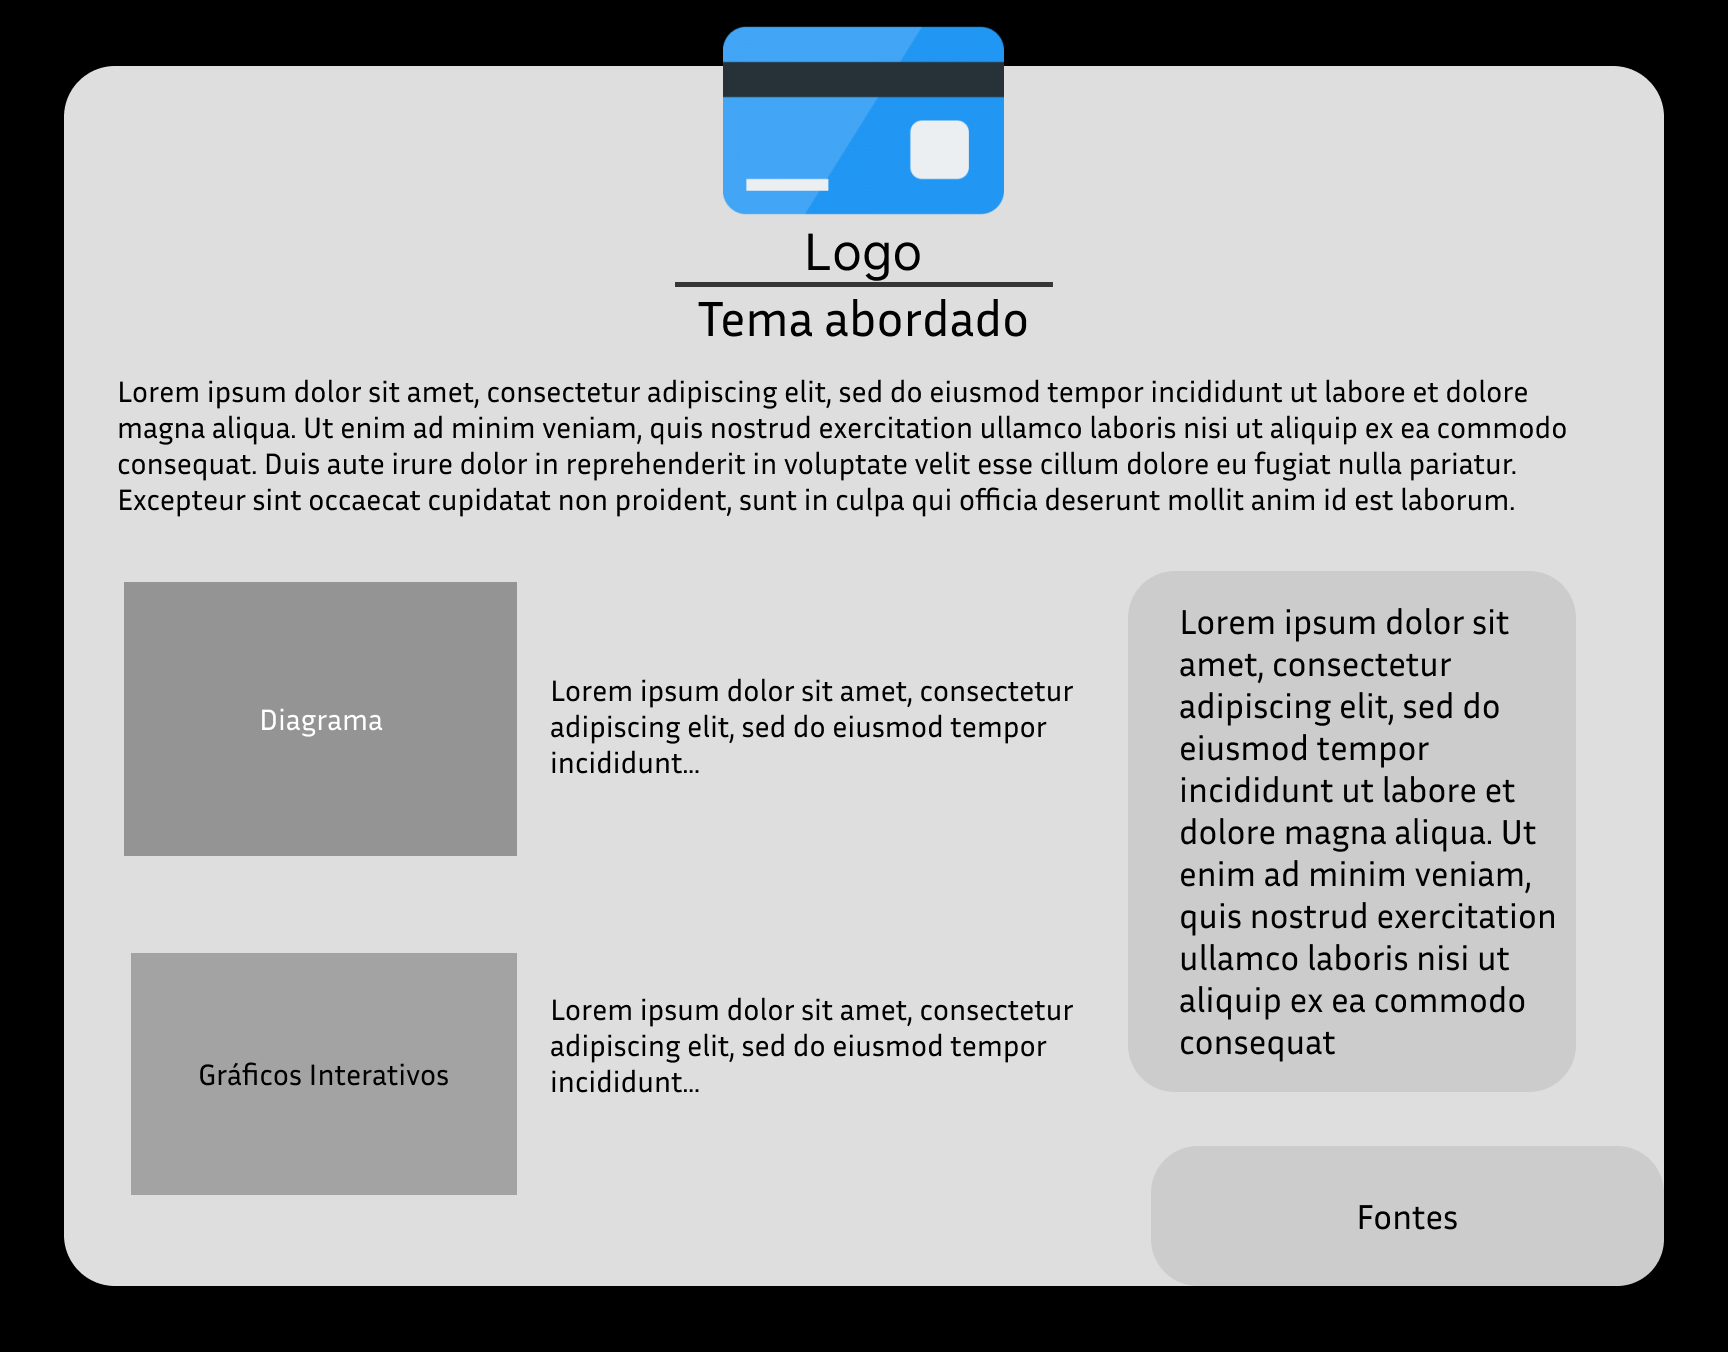 Logo
Tema abordado
Lorem ipsum dolor sit amet, consectetur adipiscing elit, sed do eiusmod tempor incididunt ut labore et dolore
magna aliqua. Ut enim ad minim veniam, quis nostrud exercitation ullamco laboris nisi ut aliquip ex ea commodo
consequat. Duis aute irure dolor in reprehenderit in voluptate velit esse cillum dolore eu fugiat nulla pariatur.
Excepteur sint occaecat cupidatat non proident, sunt in culpa qui officia deserunt mollit anim id est laborum.
Diagrama
Lorem ipsum dolor sit amet, consectetur
adipiscing elit, sed do eiusmod tempor
incididunt...
Gráficos Interativos
Lorem ipsum dolor sit amet, consectetur
adipiscing elit, sed do eiusmod tempor
incididunt...
Lorem ipsum dolor sit
amet, consectetur
adipiscing elit, sed do
eiusmod tempor
incididunt ut labore et
dolore magna aliqua. Ut
enim ad minim veniam,
quis nostrud exercitation
ullamco laboris nisi ut
aliquip ex ea commodo
consequat
Fontes